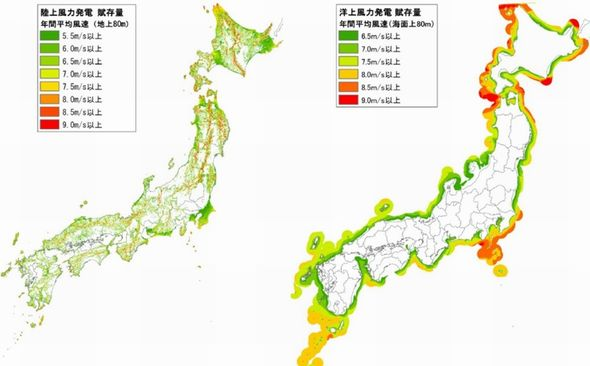 陸上風力発電 賦存量
年間平均風速（地上80m）
5.5m/s以上
6.0m/s以上
6.5m/s以上
7.0m/s以上
7.5m/s以上
8.0m/s以上
8.5m/s以上
9.0m/s以上
洋上風力発電 賦存量
年間平均風速（海面上80m）
6.5m/s以上
7.0m/s以上
7.5m/s以上
8.0m/s以上
8.5m/s以上
9.0m/s以上